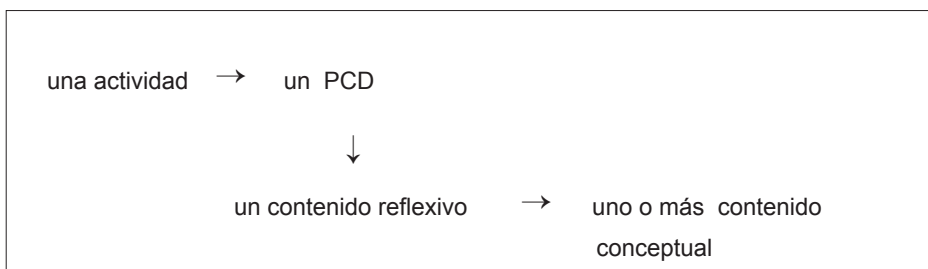 una actividad → un PCD
↓
un contenido reflexivo → uno o más contenido
conceptual